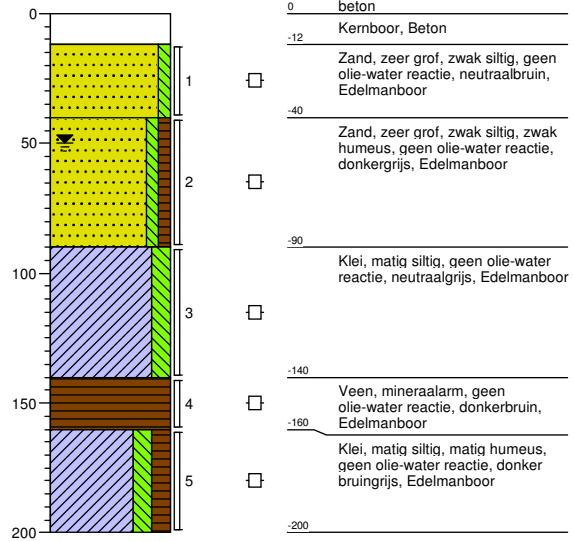 0
50
100
150
200
1
2
3
4
5
0
beton
Kernboor, Beton
-12
Zand, zeer grof, zwak siltig, geen
olie-water reactie, neutraalbruin,
Edelmanboor
-40
Zand, zeer grof, zwak siltig, zwak
humeus, geen olie-water reactie,
donkergrijs, Edelmanboor
-90
Klei, matig siltig, geen olie-water
reactie, neutraalgrijs, Edelmanboor
-140
Veen, mineraalarm, geen
olie-water reactie, donkerbruin,
Edelmanboor
-160
Klei, matig siltig, matig humeus,
geen olie-water reactie, donker
bruingrijs, Edelmanboor
-200